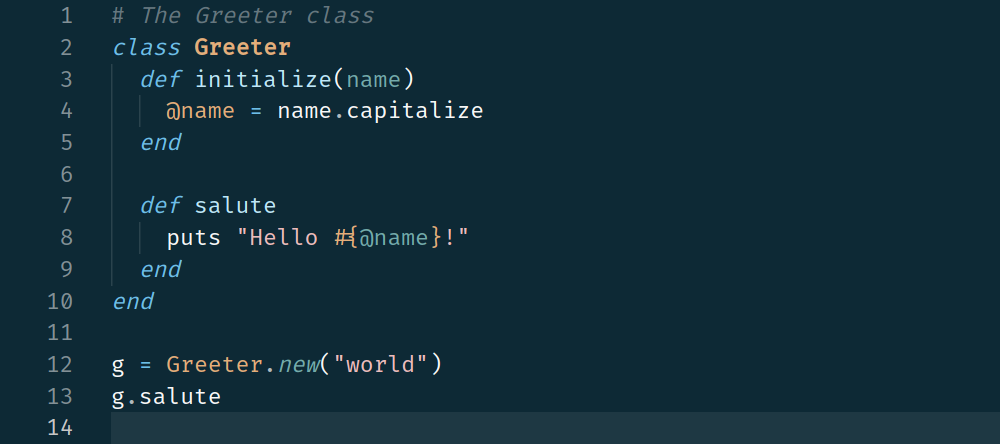 1 # The Greeter class
2 class Greeter
3   def initialize(name)
4     @name = name.capitalize
5   end
6
7   def salute
8     puts "Hello #{@name}!"
9   end
10 end
11
12 g = Greeter.new("world")
13 g.salute
14